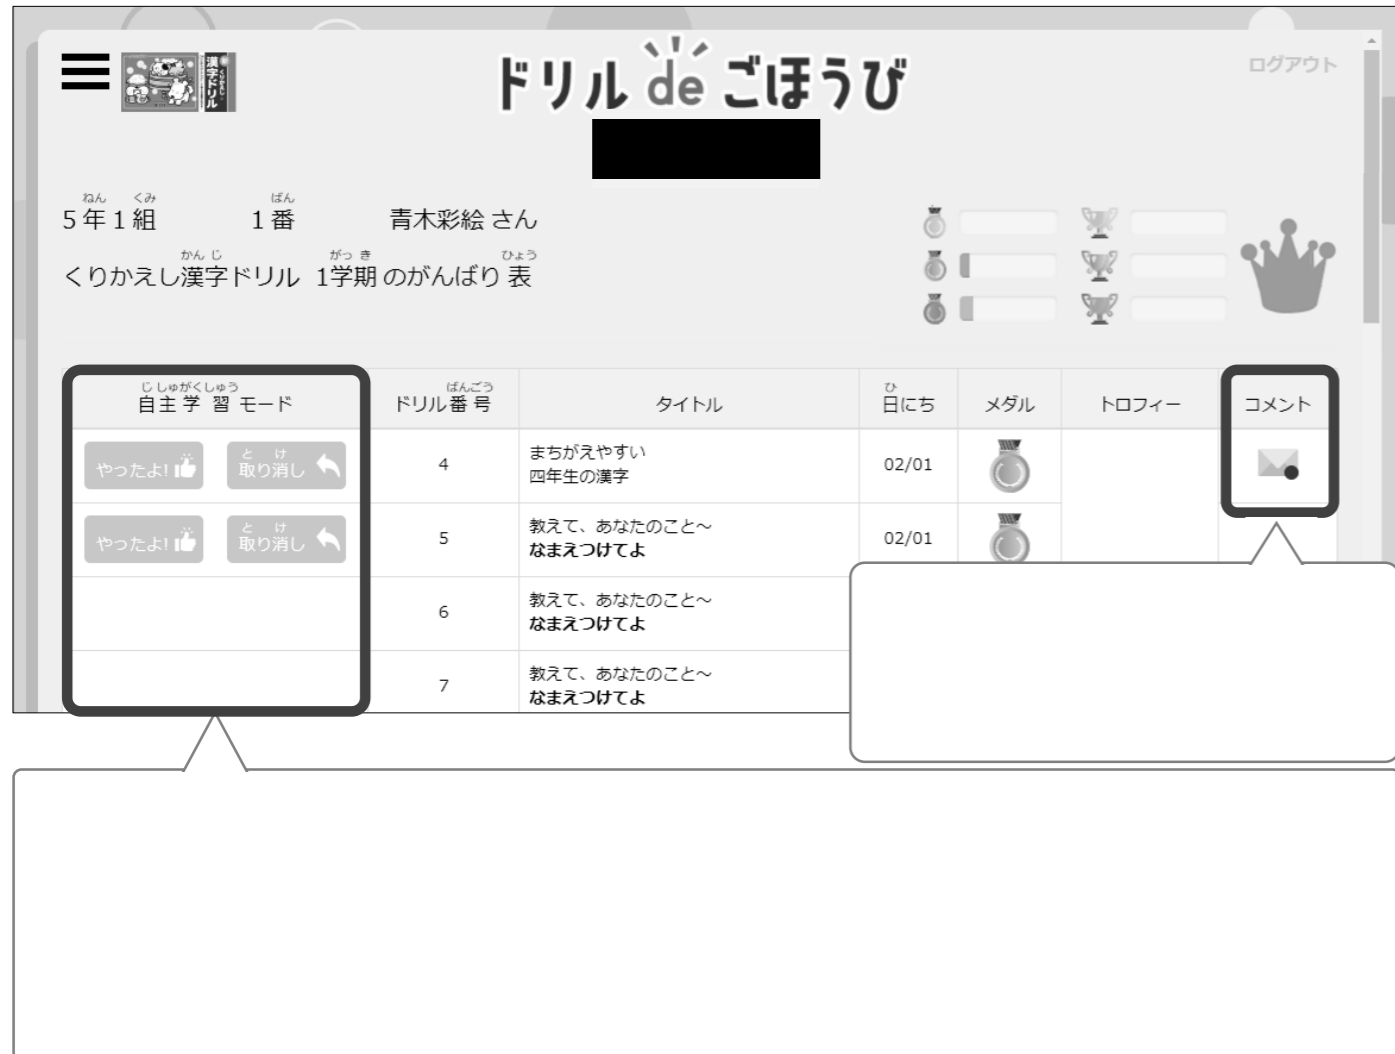 漢字ドリル
ドリルdeごほうび
ログアウト
ねん くみ ばん
5年1組 1番 青木彩絵さん
かんじ がっき ひょう
くりかえし漢字ドリル 1学期のがんばり表
じしゅがくしゅう ばんごう ひ
自主学習モード ドリル番号 タイトル 日にち メダル トロフィー コメント
やったよ! とけ 取り消し 4 まちがえやすい 02/01
四年生の漢字
やったよ! とけ 取り消し 5 教えて、あなたのこと〜 02/01
なまえつけてよ
6 教えて、あなたのこと〜
なまえつけてよ
7 教えて、あなたのこと〜
なまえつけてよ